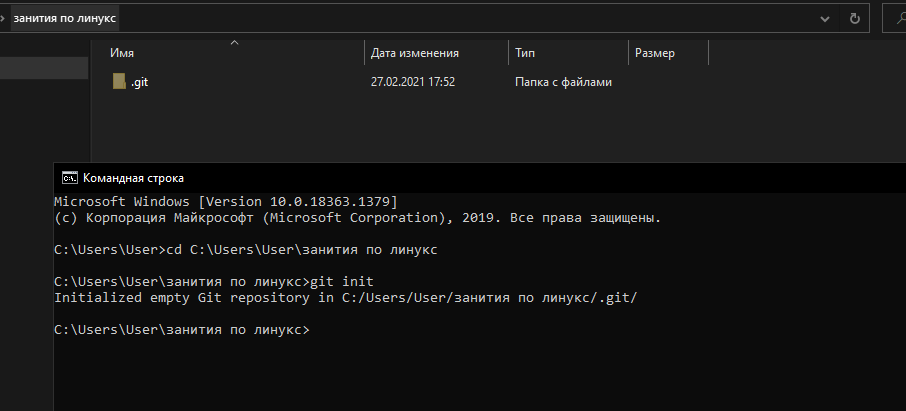 занития по линукс
Имя Дата изменения Тип Размер
.git 27.02.2021 17:52 Папка с файлами
Командная строка
Microsoft Windows [Version 10.0.18363.1379]
(c) Корпорация Майкрософт (Microsoft Corporation), 2019. Все права защищены.
C:\Users\User>cd C:\Users\User\занития по линукс
C:\Users\User\занития по линукс>git init
Initialized empty Git repository in C:/Users/User/занития по линукс/.git/
C:\Users\User\занития по линукс>